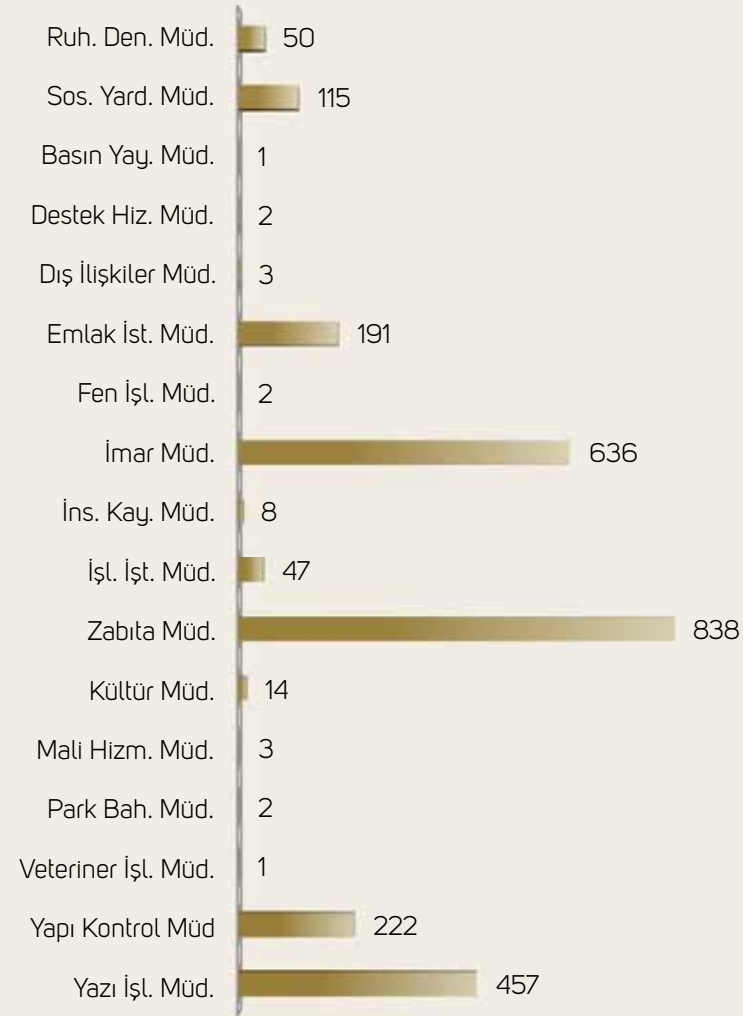 Ruh. Den. Müd. 50
Sos. Yard. Müd. 115
Basın Yay. Müd. 1
Destek Hiz. Müd. 2
Dış İlişkiler Müd. 3
Emlak İst. Müd. 191
Fen İşl. Müd. 2
İmar Müd. 636
İns. Kay. Müd. 8
İşl. İşt. Müd. 47
Zabıta Müd. 838
Kültür Müd. 14
Mali Hizm. Müd. 3
Park Bah. Müd. 2
Veteriner İşl. Müd. 1
Yapı Kontrol Müd 222
Yazı İşl. Müd. 457